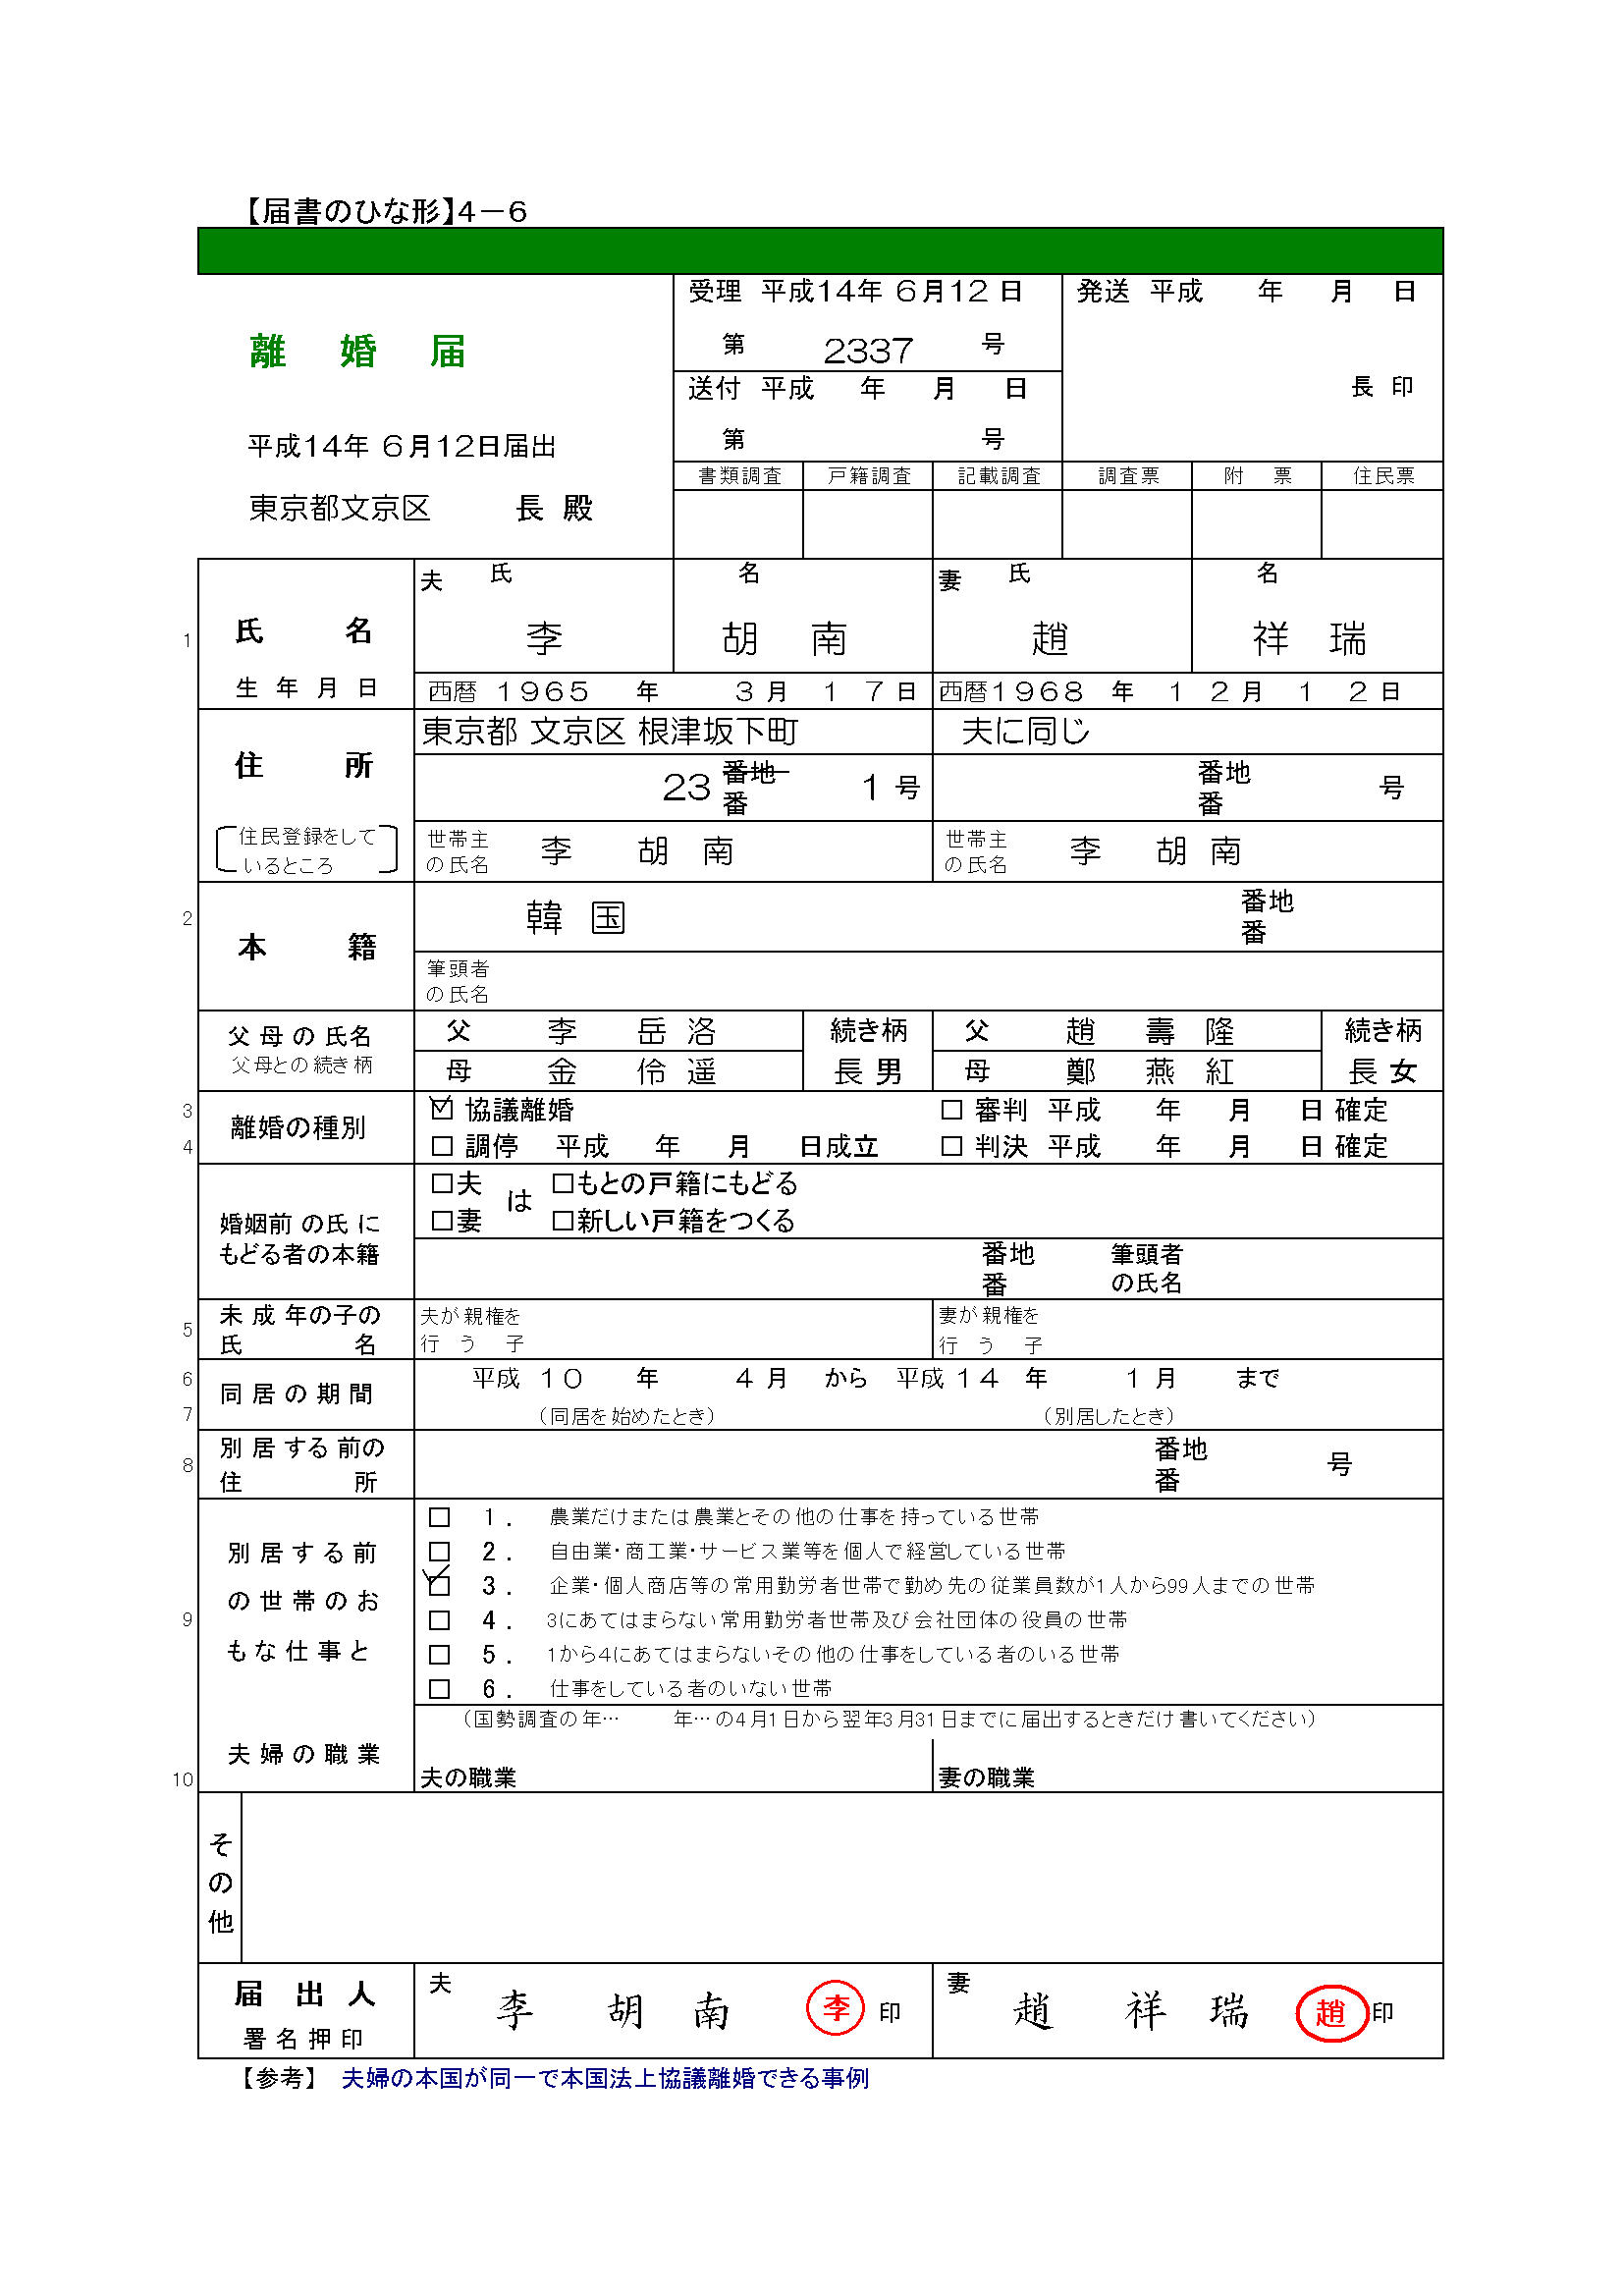 【届書のひな形】4－6
受理 平成14年 6月12 日
発送 平成 年 月 日
離 婚 届
第 2337 号
送付 平成 年 月 日
長 印
平成14年 6月12日届出
第 号
書類調査 戸籍調査 記載調査 調査票 附 票 住民票
東京都文京区 長 殿
夫 氏 名 妻 氏 名
1 氏 名 李 胡 南 趙 祥 瑞
生 年 月 日 西暦 1965 年 3月 1 7日 西暦1968 年 1 2月 1 2日
住 所 東京都 文京区 根津坂下町 夫に同じ
23 番地 番 1 号 番地 番 号
住民登録をして
いるところ
世帯主
の氏名 李 胡 南
世帯主
の氏名 李 胡 南
2 本 籍 韓 国 番地 番
筆頭者
の氏名
父 母 の 氏名
父母との続き柄
父 李 岳 洛 続き柄 父 趙 壽 隆 続き柄
母 金 伶 遥 長 男 母 鄭 燕 紅 長 女
3 4 離婚の種別
☑ 協議離婚 □ 審判 平成 年 月 日 確定
□ 調停 平成 年 月 日成立 □ 判決 平成 年 月 日 確定
婚姻前 の氏 に
もどる者の本籍
□夫 は □もとの戸籍にもどる
□妻 □新しい戸籍をつくる
番地 番 筆頭者
の氏名
5 未 成 年の子の
氏 名
夫が親権を
行 う 子
妻が親権を
行 う 子
6 7 同 居 の 期 間
平成 10 年 4 月 から 平成 14 年 1 月 まで
（同居を始めたとき） （別居したとき）
8 別 居 する 前の
住 所
番地 番 号
9 別 居 す る 前
の 世 帯 の お
も な 仕 事 と
□ 1． 農業だけまたは農業とその他の仕事を持っている世帯
□ 2． 自由業・商工業・サービス業等を個人で経営している世帯
☑ 3． 企業・個人商店等の常用勤労者世帯で勤め先の従業員数が1人から99人までの世帯
□ 4． 3にあてはまらない常用勤労者世帯及び会社団体の役員の世帯
□ 5． 1から4にあてはまらないその他の仕事をしている者のいる世帯
□ 6． 仕事をしている者のいない世帯
（国勢調査の年… 年…の4月1日から翌年3月31日までに届出するときだけ書いてください）
10 夫 婦 の 職 業
夫の職業 妻の職業
その他
届 出 人
署 名 押 印
夫 李 胡 南 李 印 妻 趙 祥 瑞 趙 印
【参考】 夫婦の本国が同一で本国法上協議離婚できる事例